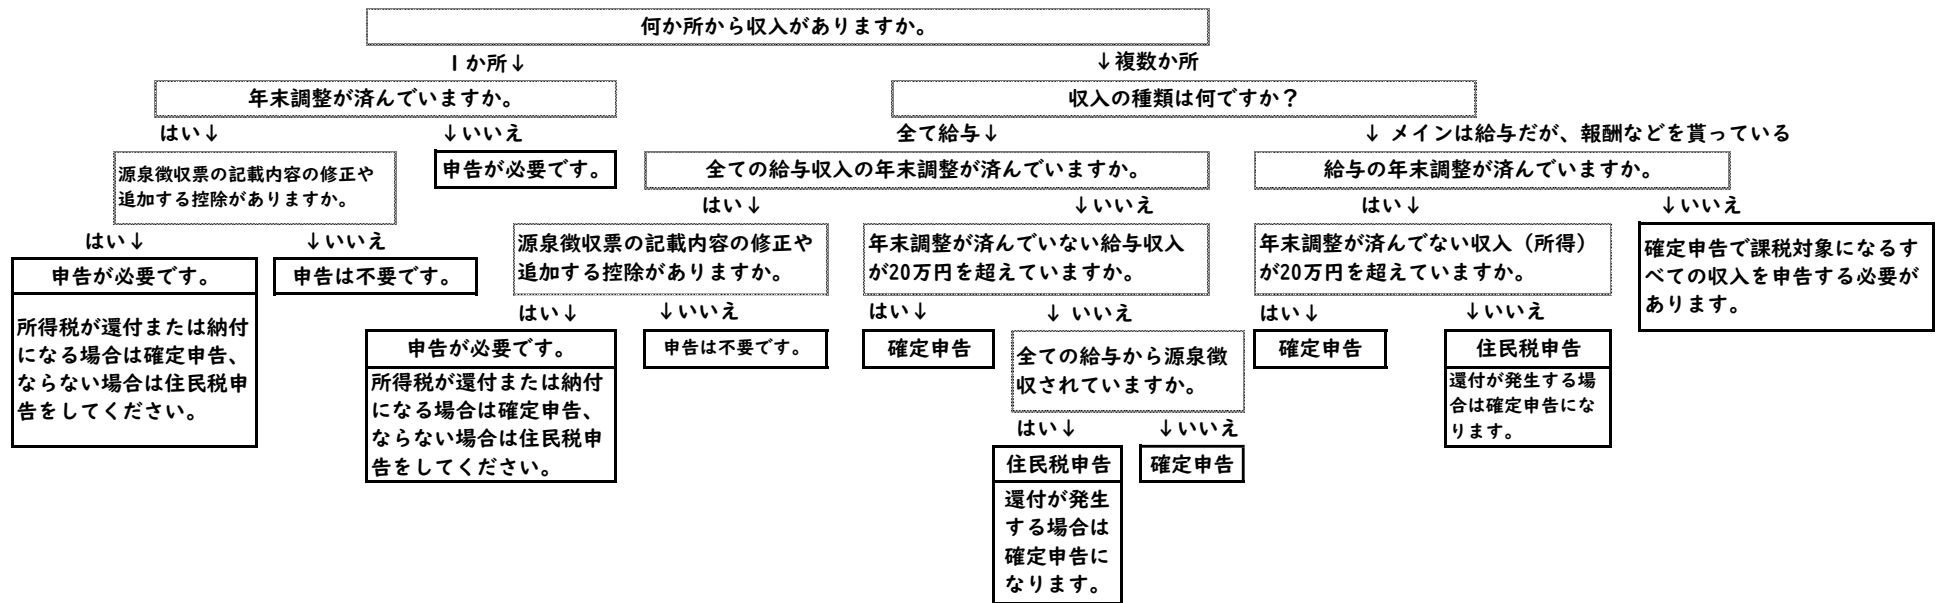 何か所から収入がありますか。
1か所↓
↓複数か所
年末調整が済んでいますか。
収入の種類は何ですか？
はい↓
↓いいえ
全て給与↓
↓ メインは給与だが、報酬などを貰っている
源泉徴収票の記載内容の修正や
追加する控除がありますか。
申告が必要です。
全ての給与収入の年末調整が済んでいますか。
給与の年末調整が済んでいますか。
はい↓
↓いいえ
はい↓
↓いいえ
はい↓
↓いいえ
申告が必要です。
所得税が還付または納付
になる場合は確定申告、
ならない場合は住民税申
告をしてください。
申告は不要です。
源泉徴収票の記載内容の修正や
追加する控除がありますか。
年末調整が済んでいない給与収入
が20万円を超えていますか。
年末調整が済んでない収入（所得）
が20万円を超えていますか。
確定申告で課税対象になるす
べての収入を申告する必要が
あります。
はい↓
↓いいえ
はい↓
↓ いいえ
はい↓
↓いいえ
申告が必要です。
所得税が還付または納付
になる場合は確定申告、
ならない場合は住民税申
告をしてください。
申告は不要です。
確定申告
全ての給与から源泉徴
収されていますか。
確定申告
住民税申告
還付が発生する場
合は確定申告にな
ります。
はい↓
↓いいえ
住民税申告
還付が発生
する場合は
確定申告に
なります。
確定申告